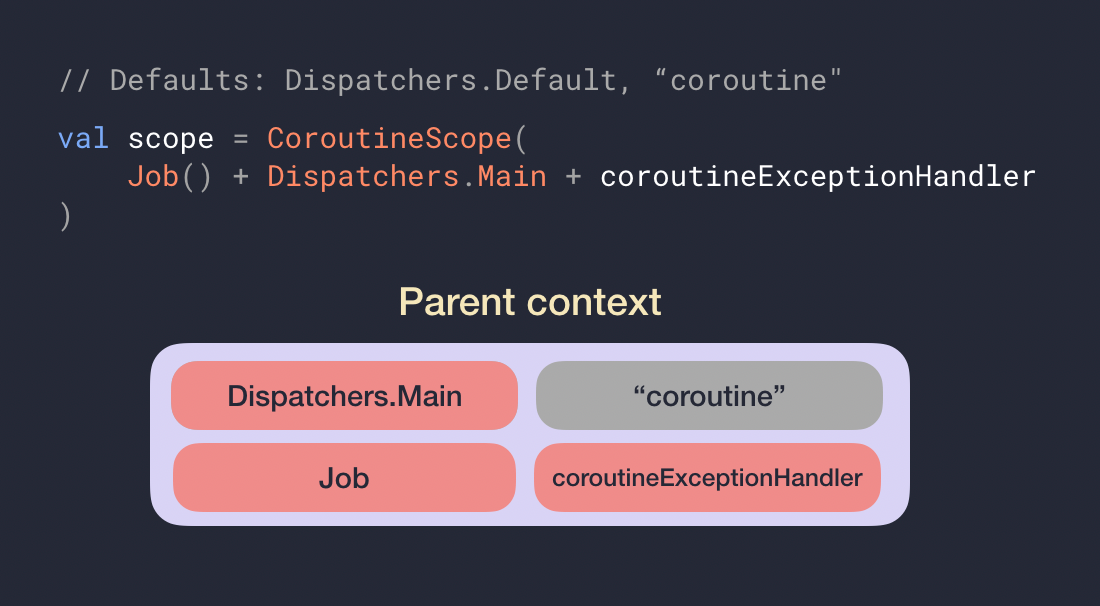 // Defaults: Dispatchers.Default, “coroutine"
val scope = CoroutineScope(
    Job() + Dispatchers.Main + coroutineExceptionHandler
)
Parent context
Dispatchers.Main
“coroutine”
Job
coroutineExceptionHandler